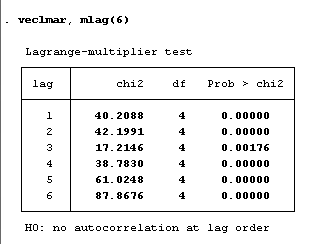 . veclmar, mlag(6)
Lagrange-multiplier test
lag chi2 df Prob > chi2
1 40.2088 4 0.00000
2 42.1991 4 0.00000
3 17.2146 4 0.00176
4 38.7830 4 0.00000
5 61.0248 4 0.00000
6 87.8676 4 0.00000
H0: no autocorrelation at lag order